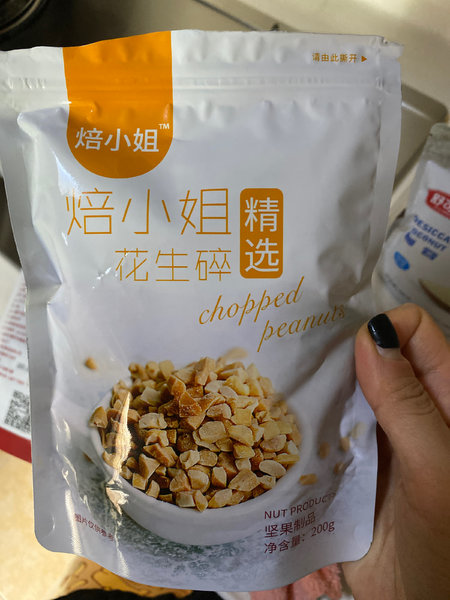 请由此撕开
焙小姐™
焙小姐
花生碎
精选
chopped
peanuts
NUT PRODUCT
坚果制品
净含量: 200g